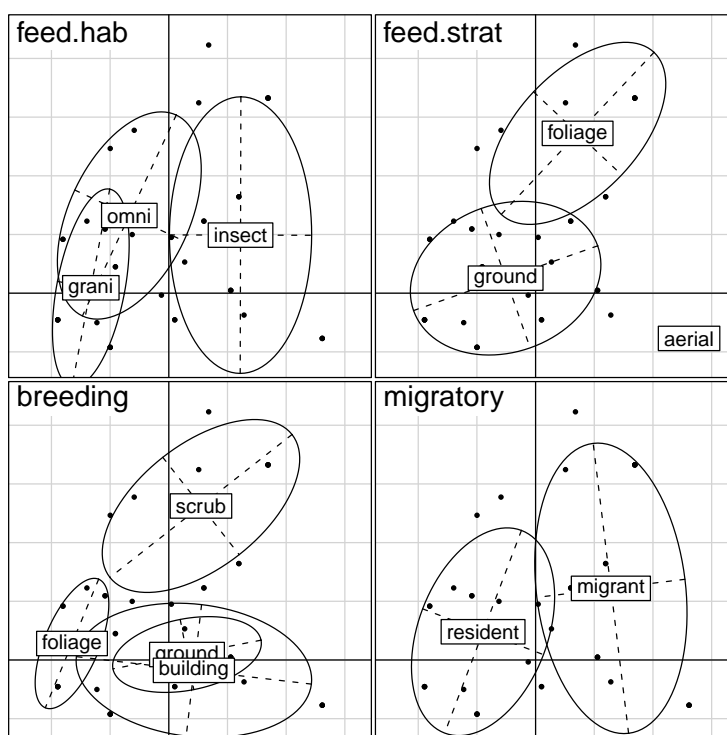 feed.hab
omni
insect
grani
feed.strat
foliage
ground
aerial
breeding
scrub
foliage
ground
building
migratory
migrant
resident